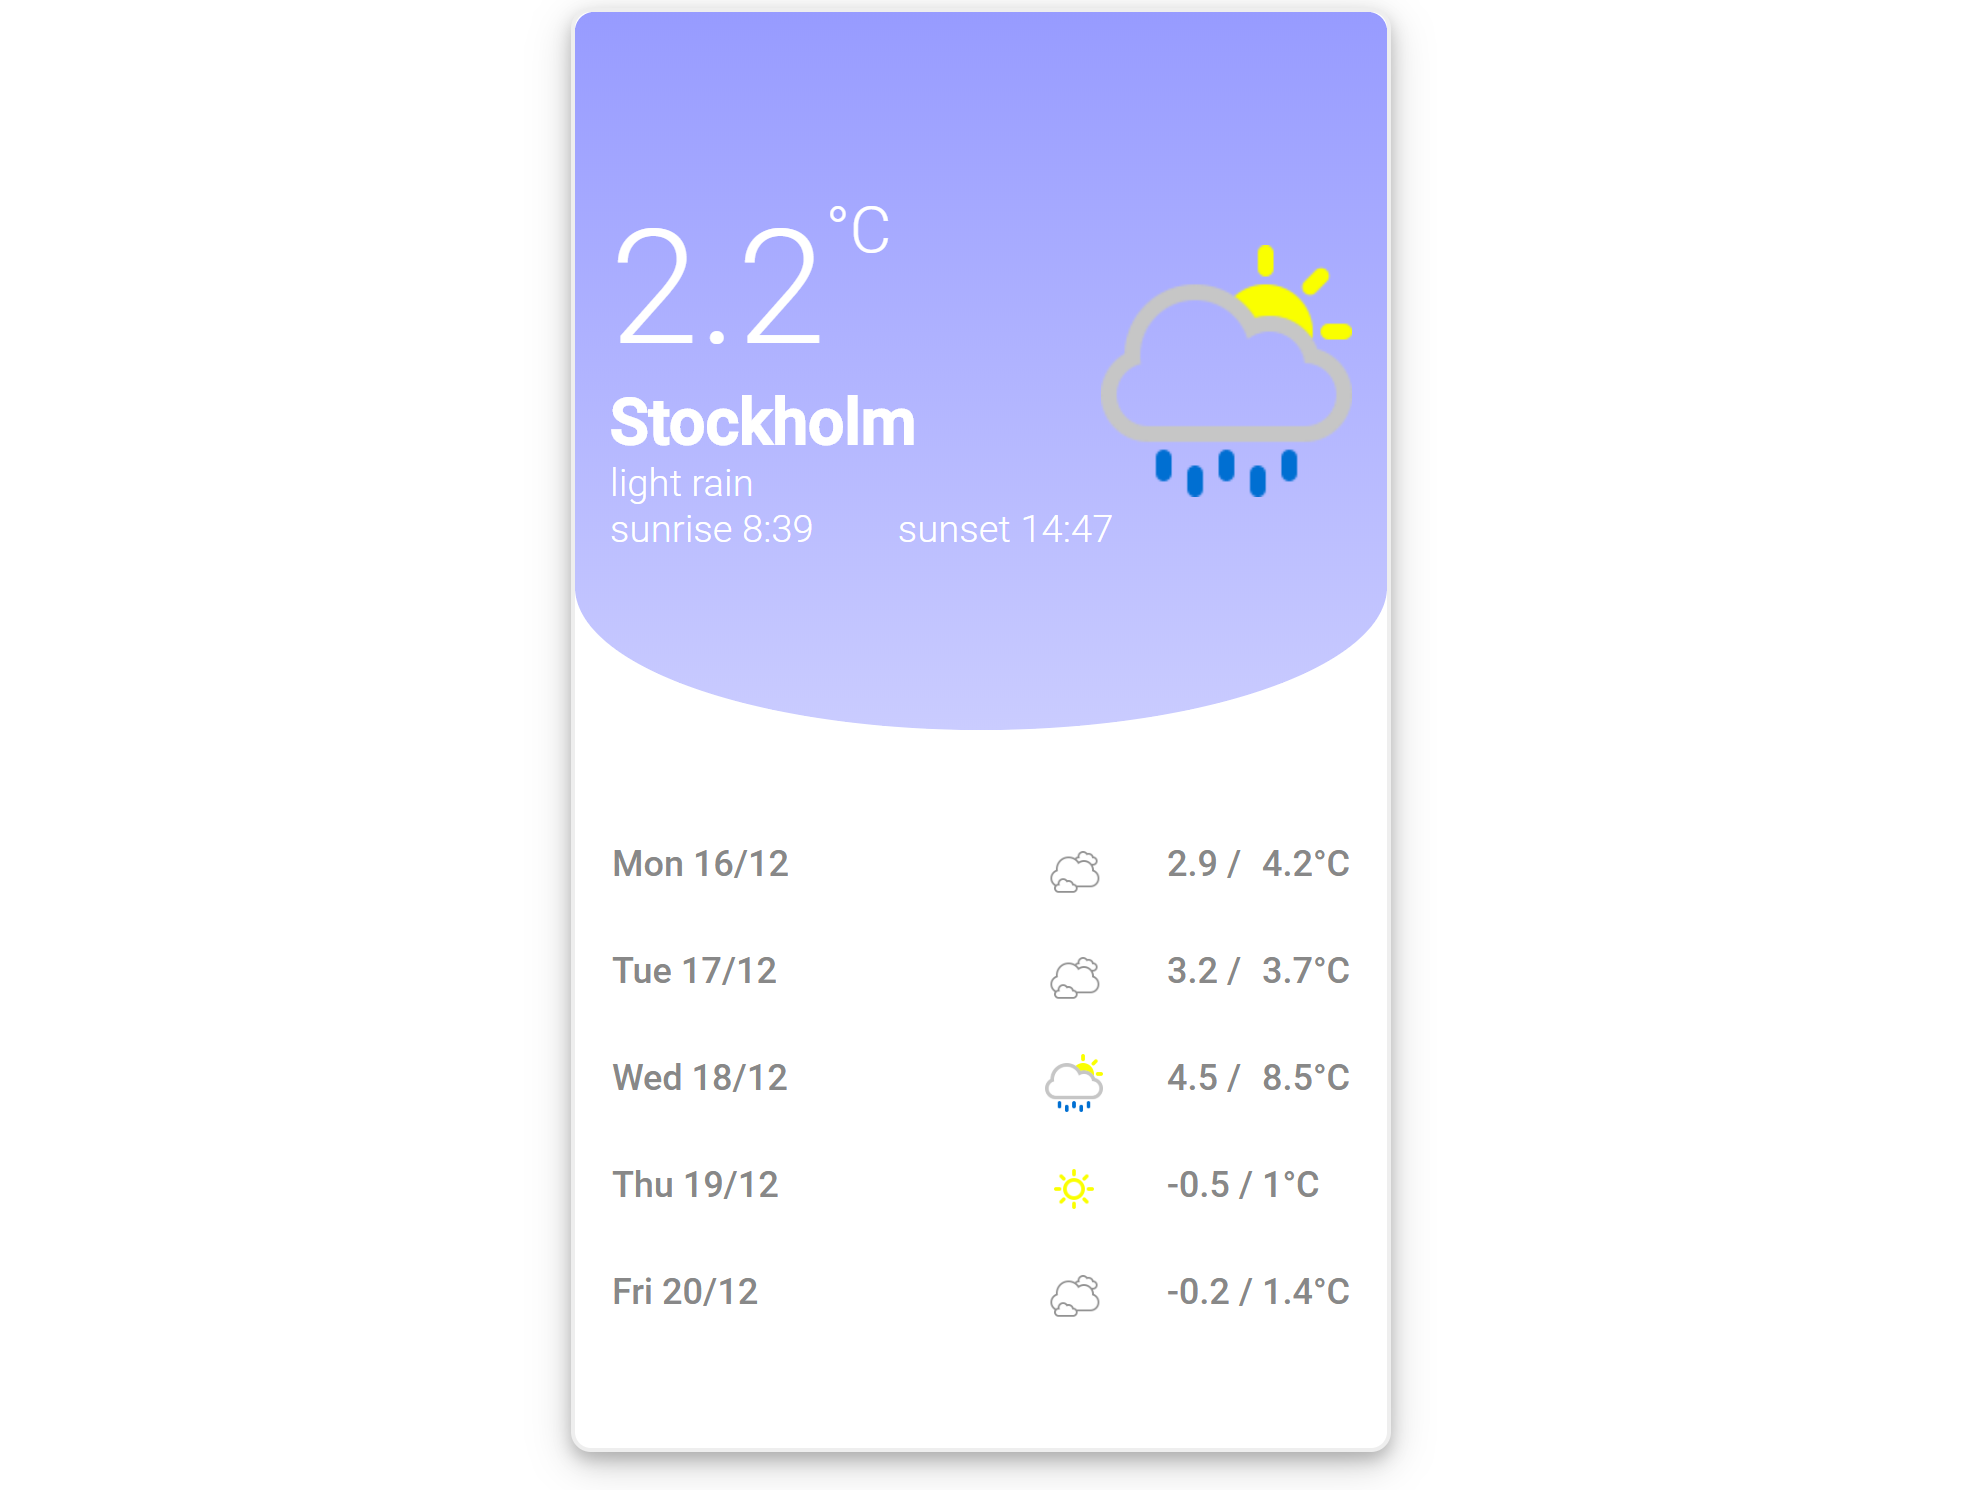 2.2 °C
Stockholm
light rain
sunrise 8:39 sunset 14:47
Mon 16/12 2.9 / 4.2°C
Tue 17/12 3.2 / 3.7°C
Wed 18/12 4.5 / 8.5°C
Thu 19/12 -0.5 / 1°C
Fri 20/12 -0.2 / 1.4°C